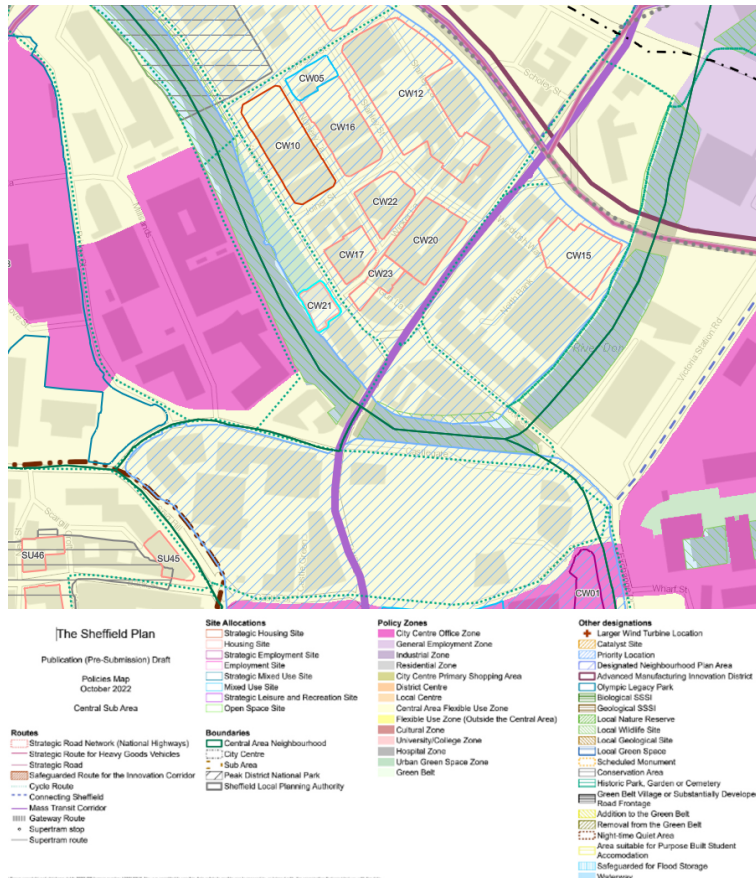 CW05
CW12
CW16
CW10
CW22
CW20
CW17
CW15
CW23
CW21
River Don
Victoria Station Rd
SU46
SU45
CW01
Wharf St
The Sheffield Plan
Publication (Pre-Submission) Draft
Policies Map
October 2022
Central Sub Area
Routes
Strategic Road Network (National Highways)
Strategic Route for Heavy Goods Vehicles
Strategic Road
Safeguarded Route for the Innovation Corridor
Cycle Route
Connecting Sheffield
Mass Transit Corridor
Gateway Route
Supertram stop
Supertram route
Site Allocations
Strategic Housing Site
Housing Site
Strategic Employment Site
Employment Site
Strategic Mixed Use Site
Mixed Use Site
Strategic Leisure and Recreation Site
Open Space Site
Boundaries
Central Area Neighbourhood
City Centre
Sub Area
Peak District National Park
Sheffield Local Planning Authority
Policy Zones
City Centre Office Zone
General Employment Zone
Industrial Zone
Residential Zone
City Centre Primary Shopping Area
District Centre
Local Centre
Central Area Flexible Use Zone
Flexible Use Zone (Outside the Central Area)
Cultural Zone
University/College Zone
Hospital Zone
Urban Green Space Zone
Green Belt
Other designations
Larger Wind Turbine Location
Catalyst Site
Priority Location
Designated Neighbourhood Plan Area
Advanced Manufacturing Innovation District
Olympic Legacy Park
Biological SSSI
Geological SSSI
Local Nature Reserve
Local Wildlife Site
Local Geological Site
Local Green Space
Scheduled Monument
Conservation Area
Historic Park, Garden or Cemetery
Green Belt Village or Substantially Develope
Road Frontage
Addition to the Green Belt
Removal from the Green Belt
Night-time Quiet Area
Area suitable for Purpose Built Student
Accomodation
Safeguarded for Flood Storage
Waterway